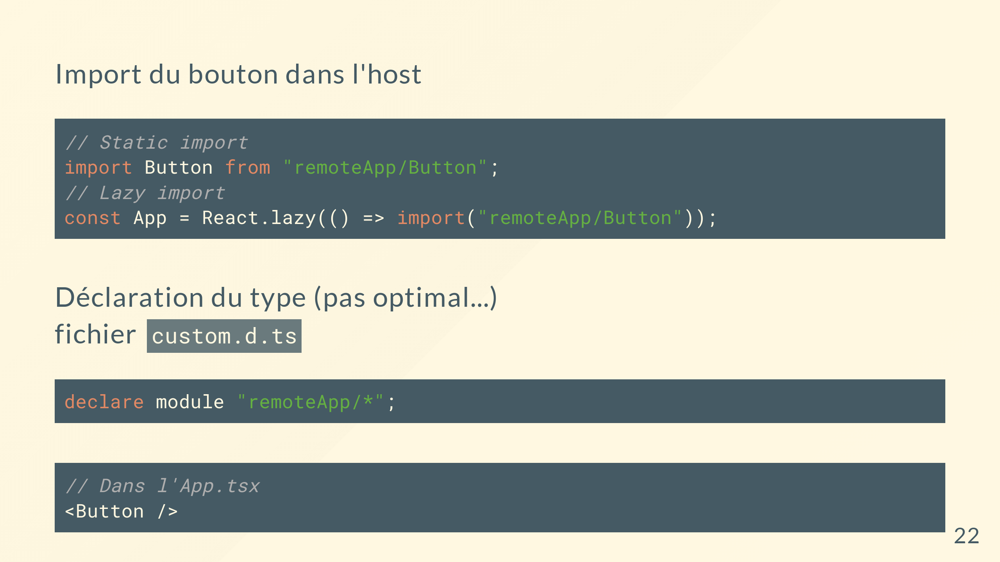 Import du bouton dans l'host
// Static import
import Button from "remoteApp/Button";
// Lazy import
const App = React.lazy(() => import("remoteApp/Button"));
Déclaration du type (pas optimal...)
fichier custom.d.ts
declare module "remoteApp/*";
// Dans l'App.tsx
<Button />
22